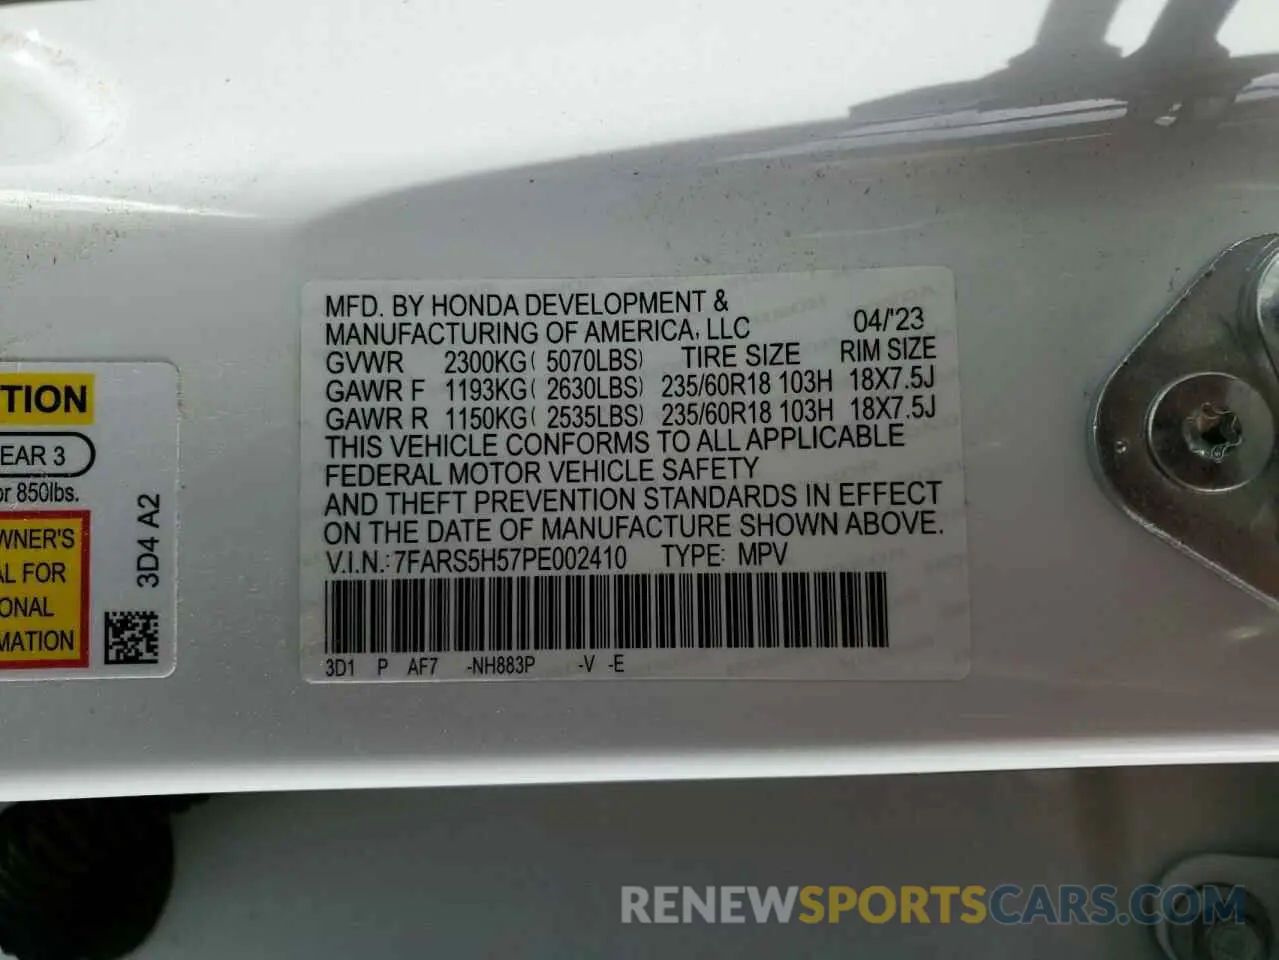 MFD. BY HONDA DEVELOPMENT &
MANUFACTURING OF AMERICA, LLC 04/'23
GVWR 2300KG( 5070LBS) TIRE SIZE RIM SIZE
GAWR F 1193KG( 2630LBS) 235/60R18 103H 18X7.5J
GAWR R 1150KG( 2535LBS) 235/60R18 103H 18X7.5J
THIS VEHICLE CONFORMS TO ALL APPLICABLE
FEDERAL MOTOR VEHICLE SAFETY
AND THEFT PREVENTION STANDARDS IN EFFECT
ON THE DATE OF MANUFACTURE SHOWN ABOVE.
V.I.N.:7FARS5H57PE002410 TYPE: MPV
3D1 P AF7 -NH883P -V -E
TION
EAR 3
or 850lbs.
WNER'S
AL FOR
ONAL
MATION
3D4 A2
RENEWSPORTSCARS.COM